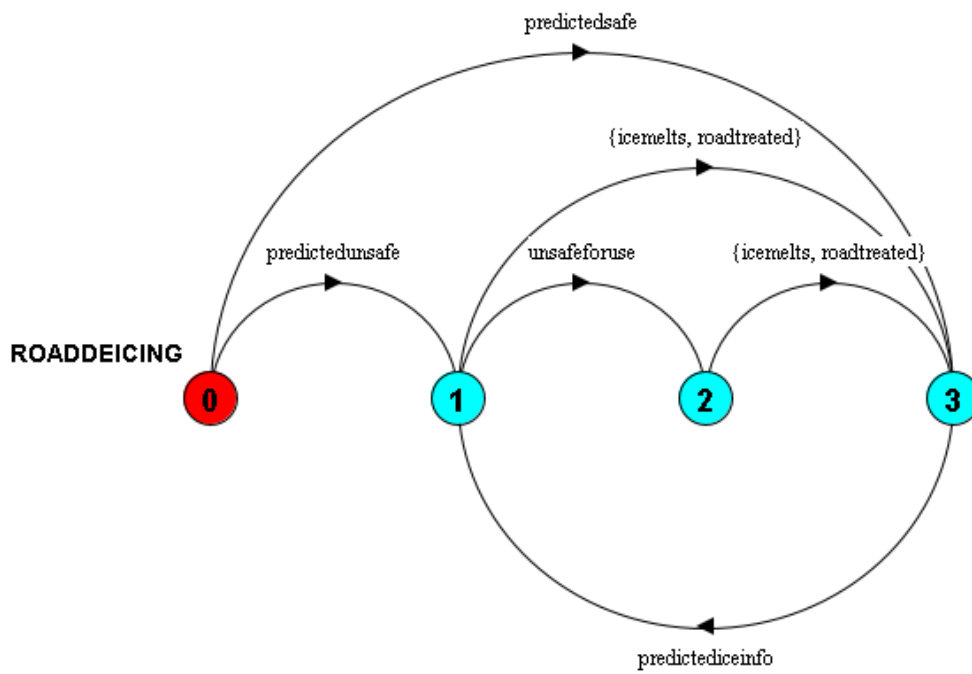 predictedsafe
{icemelts, roadtreated}
predictedunsafe
unsafeforuse
{icemelts, roadtreated}
ROADDEICING
0
1
2
3
predictediceinfo